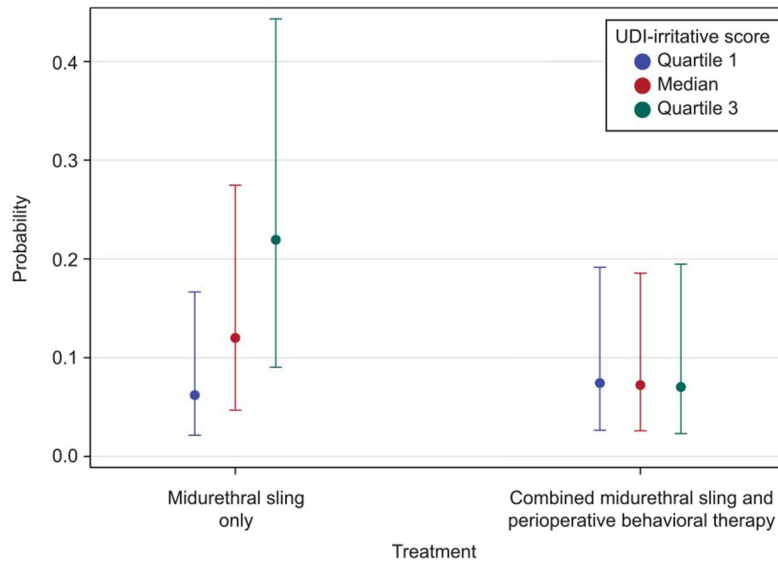 UDI-irritative score
Quartile 1
Median
Quartile 3
0.4
0.3
0.2
0.1
0.0
Probability
Midurethral sling
only
Combined midurethral sling and
perioperative behavioral therapy
Treatment